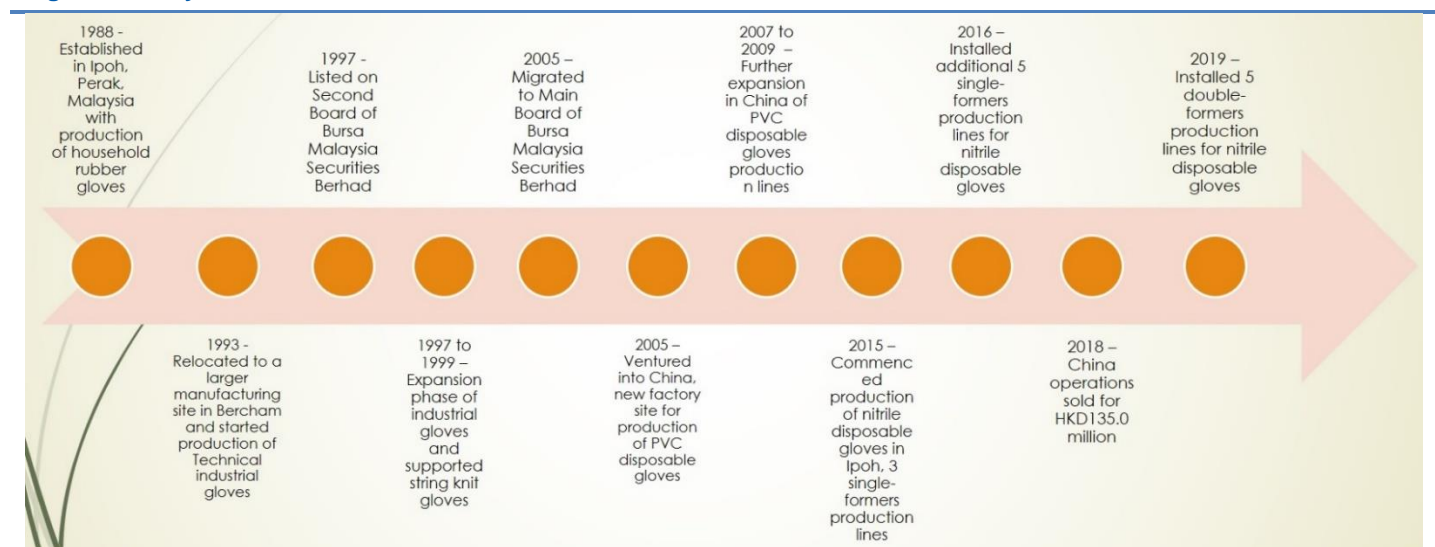 1988 -
Established
in Ipoh,
Perak,
Malaysia
with
production
of household
rubber
gloves
1993 -
Relocated to a
larger
manufacturing
site in Bercham
and started
production of
Technical
industrial
gloves
1997 -
Listed on
Second
Board of
Bursa
Malaysia
Securities
Berhad
1997 to
1999 –
Expansion
phase of
industrial
gloves
and
supported
string knit
gloves
2005 –
Migrated
to Main
Board of
Bursa
Malaysia
Securities
Berhad
2005 –
Ventured
into China,
new factory
site for
production
of PVC
disposable
gloves
2007 to
2009 –
Further
expansion
in China of
PVC
disposable
gloves
productio
n lines
2015 –
Commenc
ed
production
of nitrile
disposable
gloves in
Ipoh, 3
single-
formers
production
lines
2016 –
Installed
additional 5
single-
formers
production
lines for
nitrile
disposable
gloves
2018 –
China
operations
sold for
HKD135.0
million
2019 –
Installed 5
double-
formers
production
lines for nitrile
disposable
gloves